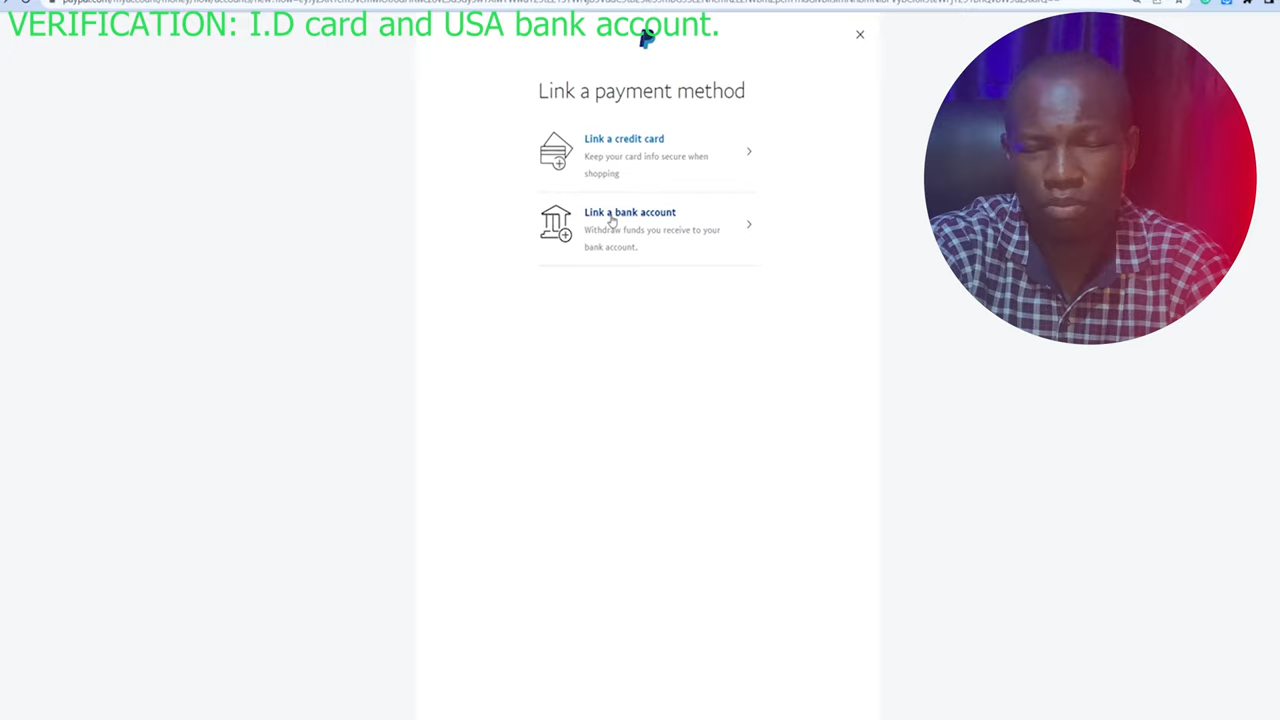 VERIFICATION: I.D card and USA bank account.
Link a payment method
Link a credit card
Keep your card info secure when
shopping
Link a bank account
Withdraw funds you receive to your
bank account.